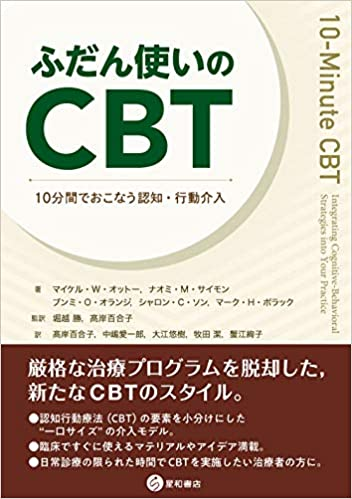 ふだん使いの
CBT
10分間でおこなう認知・行動介入
10-Minute CBT
Integrating Cognitive-Behavioral
Strategies into Your Practice
著 マイケル・W・オットー、ナオミ・M・サイモン
ブンミ・O・オラタンジ、シャロン・C・ソン、マーク・H・ポラック
監訳 堀越 勝、髙岸百合子
訳 髙岸百合子、中嶋愛一郎、大江悠樹、牧田 潔、蟹江絢子
厳格な治療プログラムを脱却した,
新たなCBTのスタイル。
●認知行動療法（CBT）の要素を小分けにした
“一口サイズ”の介入モデル。
●臨床ですぐに使えるマテリアルやアイデア満載。
●日常診療の限られた時間でCBTを実施したい治療者の方に。
星和書店